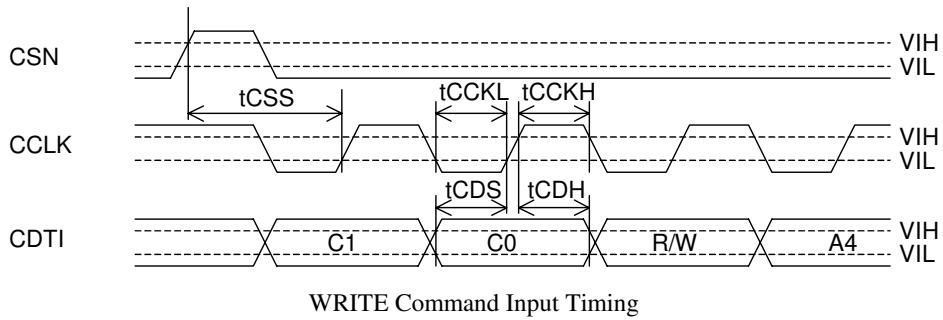 CSN
VIH
VIL
tCSS
tCCKL
tCCKH
CCLK
VIH
VIL
tCDS
tCDH
CDTI
C1
C0
R/W
A4
VIH
VIL
WRITE Command Input Timing